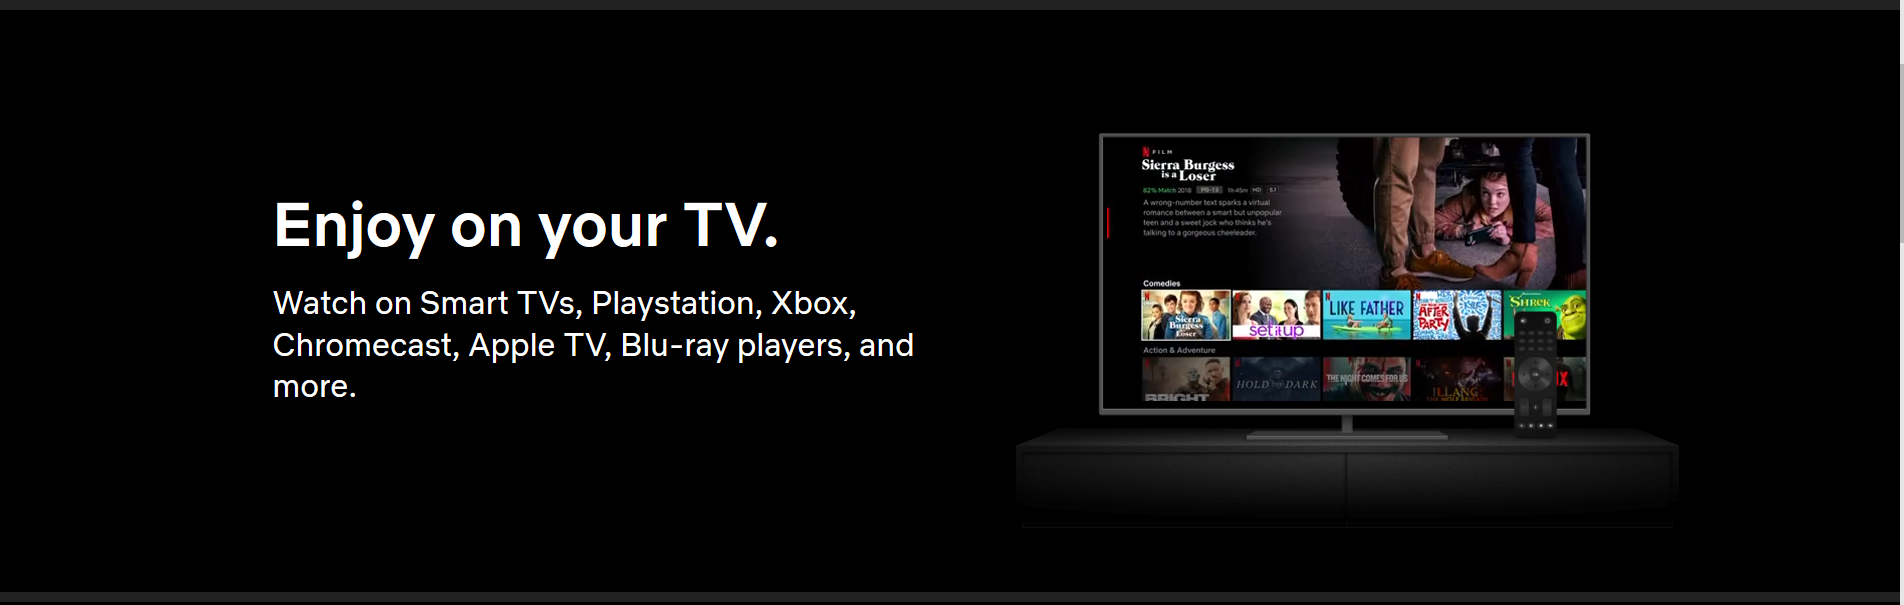 Enjoy on your TV.
Watch on Smart TVs, Playstation, Xbox,
Chromecast, Apple TV, Blu-ray players, and
more.
N FILM
Sierra Burgess
is a Loser
82% Match 2018 PG-13 1h 45m HD 5.1
A wrong-number text sparks a virtual
romance between a smart but unpopular
teen and a sweet jock who thinks he's
talking to a gorgeous cheeleader.
Comedies
Sierra Burgess is a Loser
set it up
LIKE FATHER
AFTER PARTY
SHREK
Action & Adventure
BRIGHT
HOLD THE DARK
THE NIGHT COMES FOR US
ILLANG